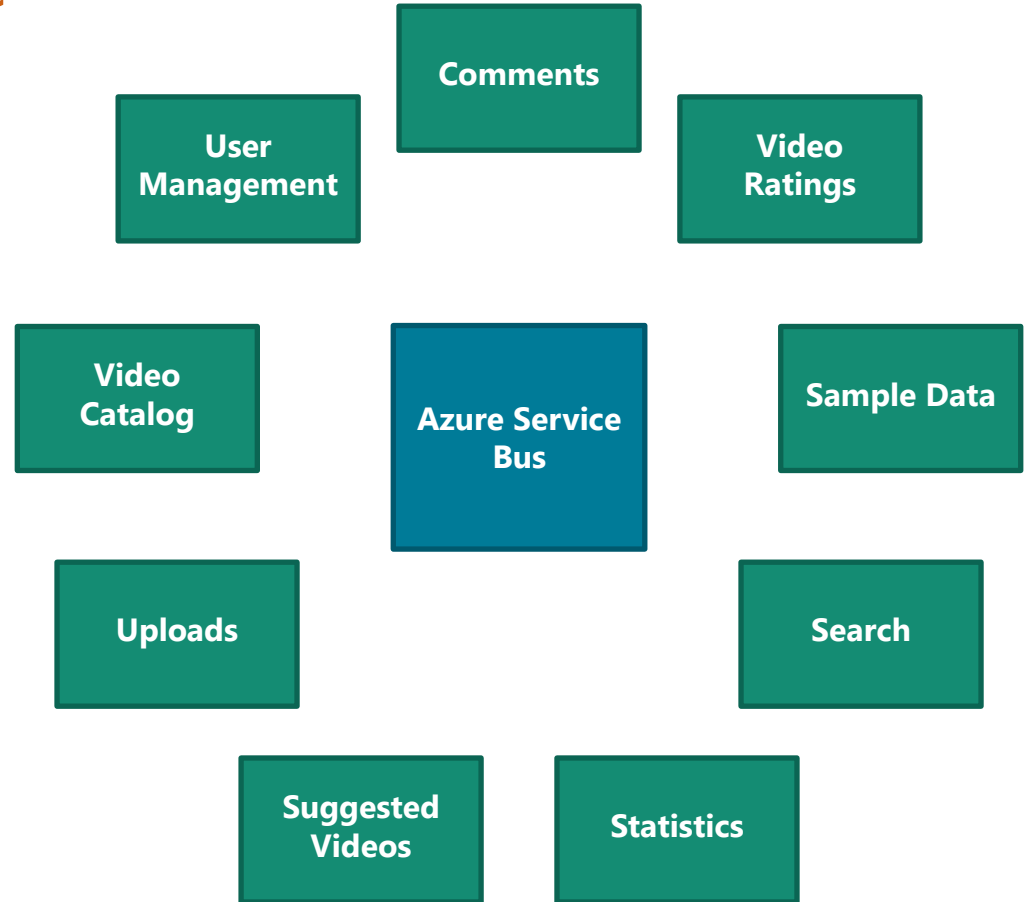 Comments
User
Management
Video
Ratings
Video
Catalog
Azure Service
Bus
Sample Data
Uploads
Search
Suggested
Videos
Statistics